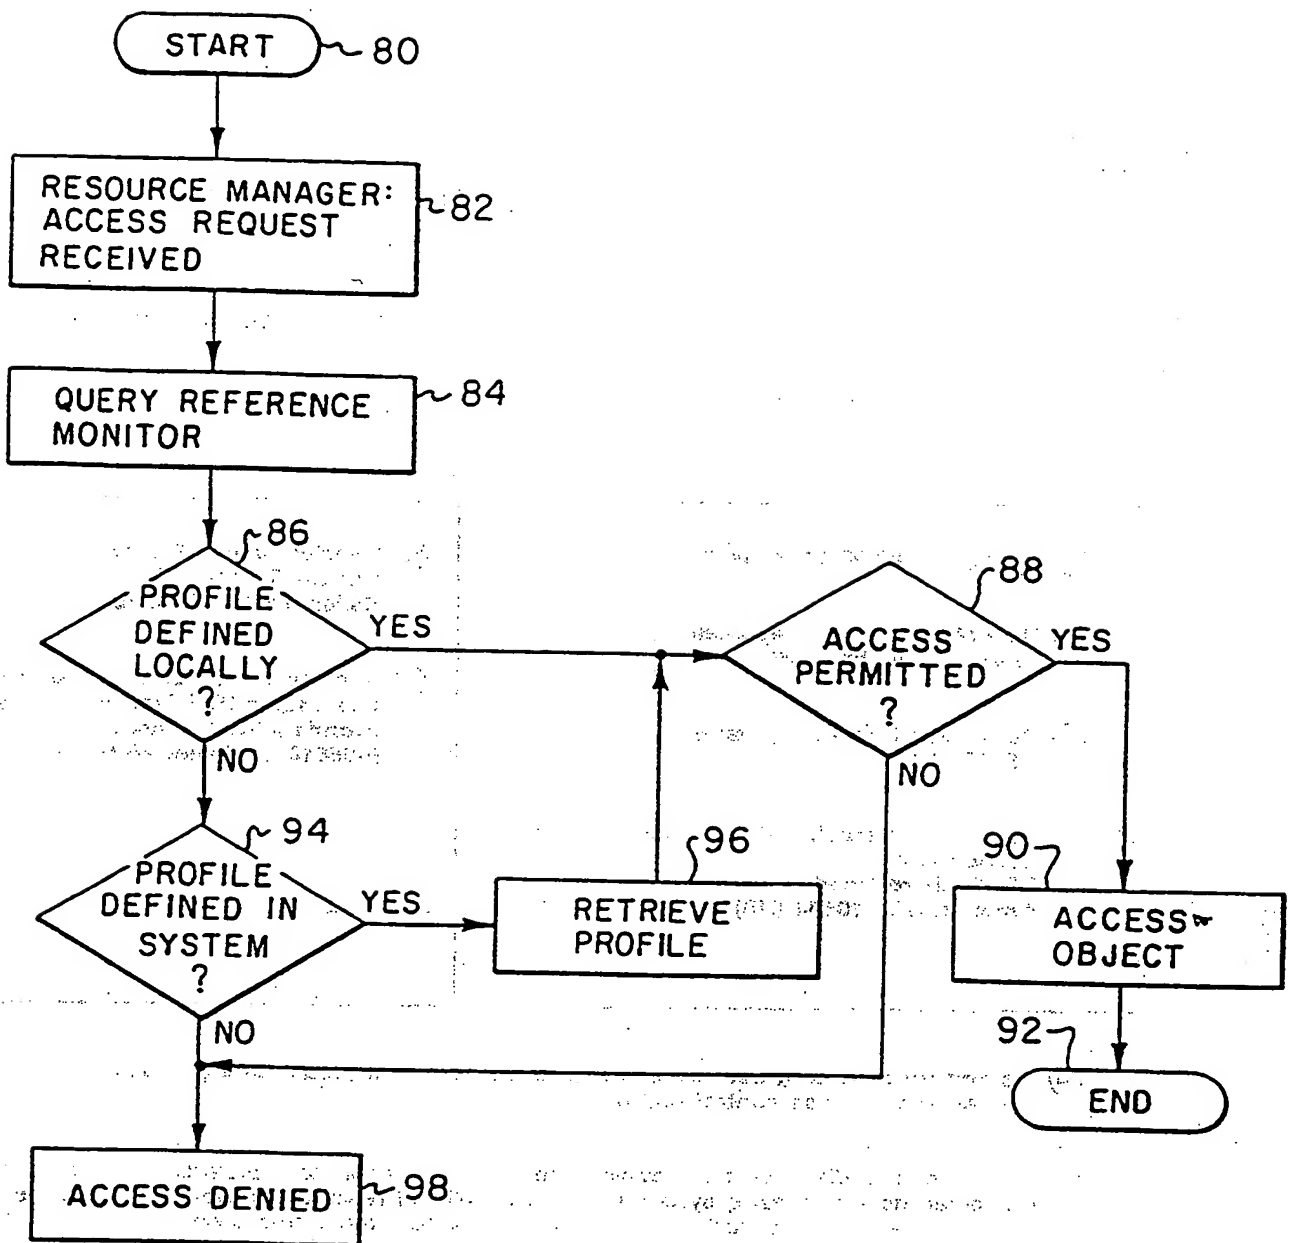 START
80
RESOURCE MANAGER:
ACCESS REQUEST
RECEIVED
82
QUERY REFERENCE
MONITOR
84
86
PROFILE
DEFINED
LOCALLY
?
YES
NO
88
ACCESS
PERMITTED
?
YES
NO
94
PROFILE
DEFINED IN
SYSTEM
?
YES
NO
96
RETRIEVE
PROFILE
90
ACCESS
OBJECT
92
END
ACCESS DENIED
98